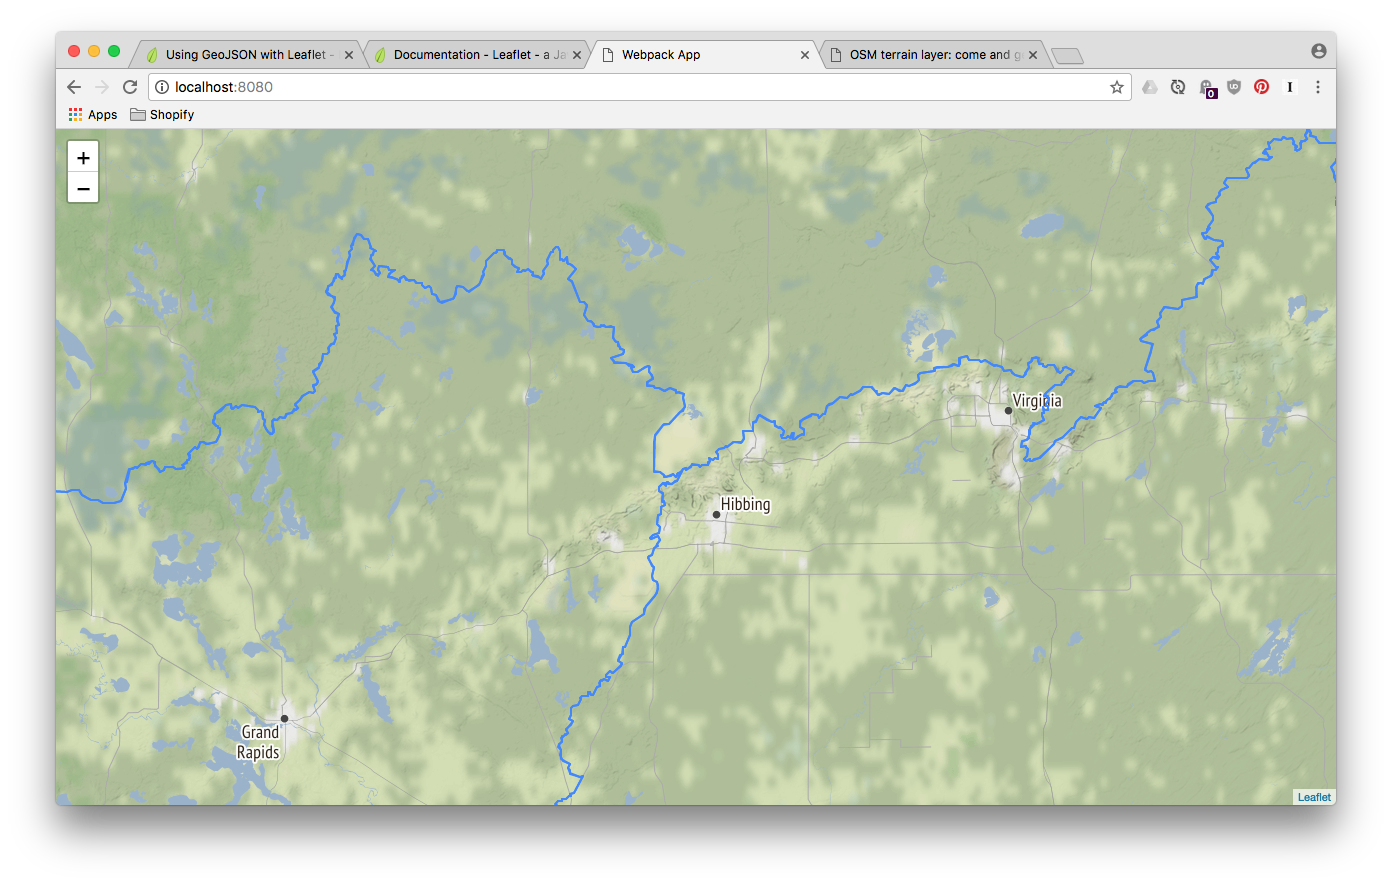 Using GeoJSON with Leaflet -
Documentation - Leaflet - a Ja
Webpack App
OSM terrain layer: come and g
localhost:8080
0
I
Apps
Shopify
+
−
Virginia
Hibbing
Grand
Rapids
Leaflet